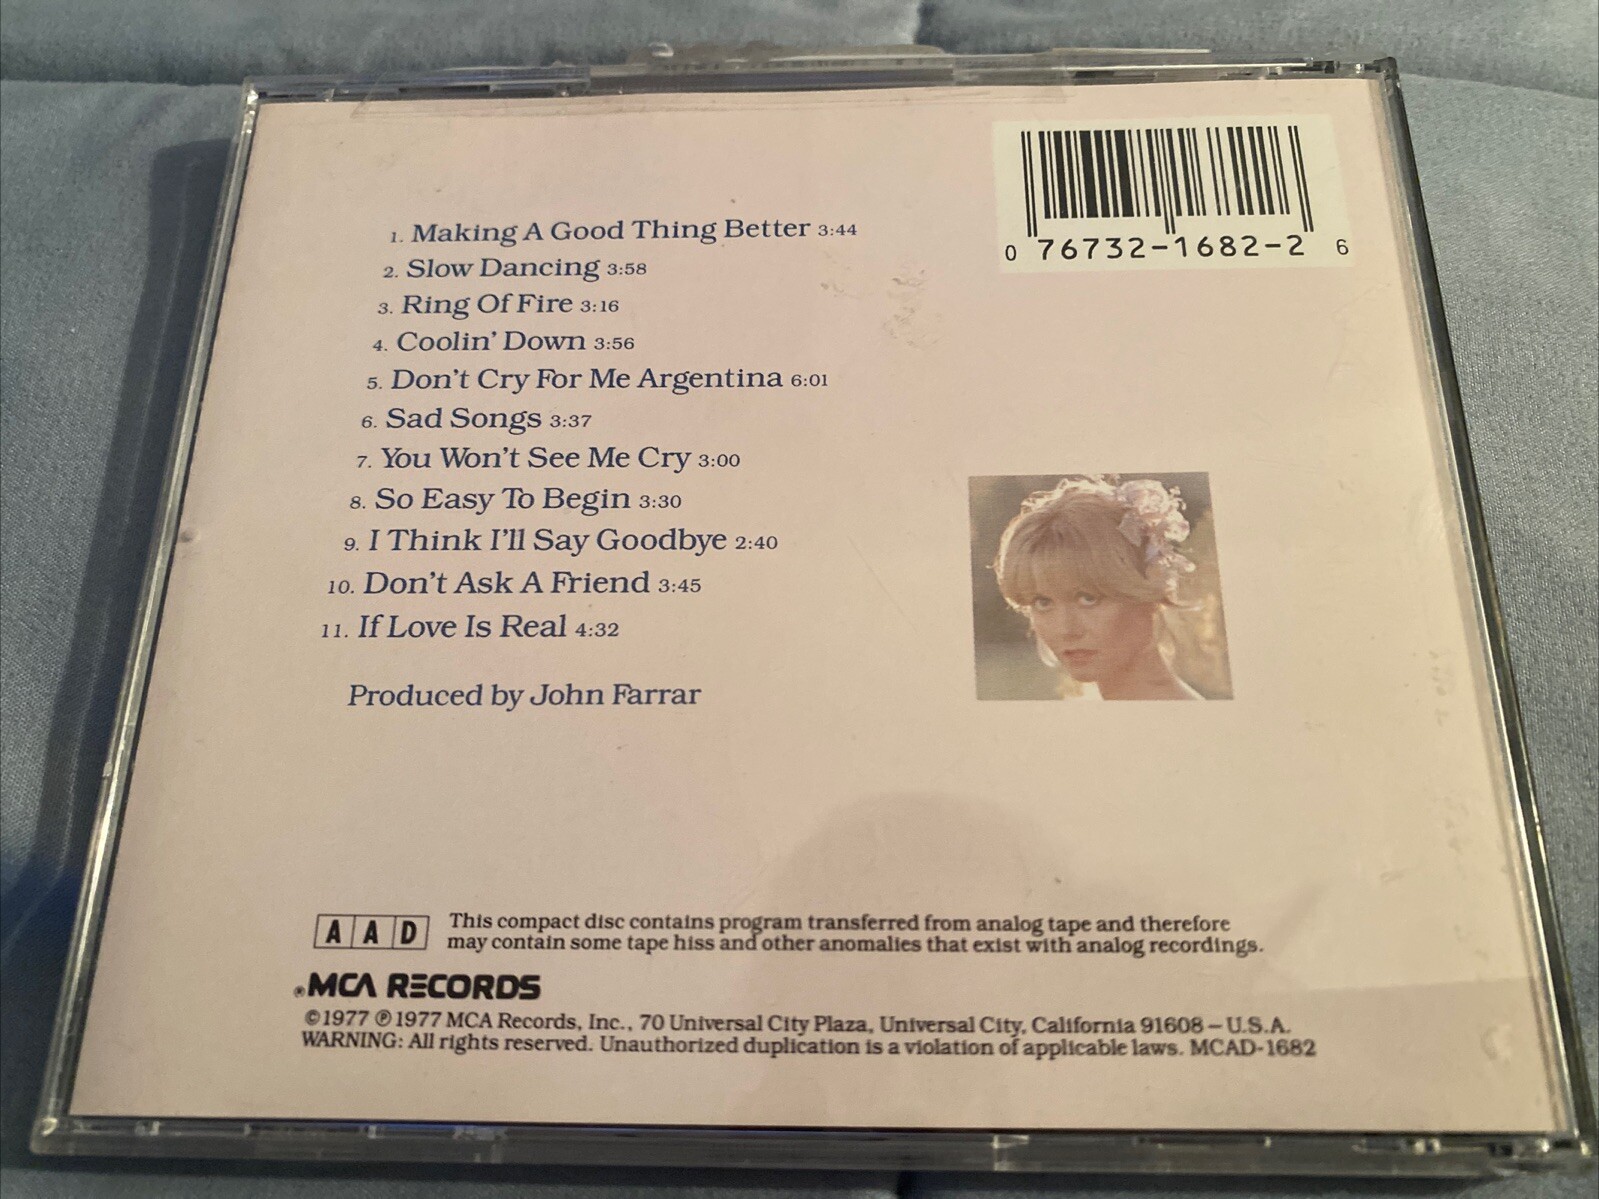 0 76732-1682-2 6
1. Making A Good Thing Better 3:44
2. Slow Dancing 3:58
3. Ring Of Fire 3:16
4. Coolin' Down 3:56
5. Don't Cry For Me Argentina 6:01
6. Sad Songs 3:37
7. You Won't See Me Cry 3:00
8. So Easy To Begin 3:30
9. I Think I'll Say Goodbye 2:40
10. Don't Ask A Friend 3:45
11. If Love Is Real 4:32
Produced by John Farrar
AAD
This compact disc contains program transferred from analog tape and therefore
may contain some tape hiss and other anomalies that exist with analog recordings.
®MCA RECORDS
©1977 ℗1977 MCA Records, Inc., 70 Universal City Plaza, Universal City, California 91608 – U.S.A.
WARNING: All rights reserved. Unauthorized duplication is a violation of applicable laws. MCAD-1682